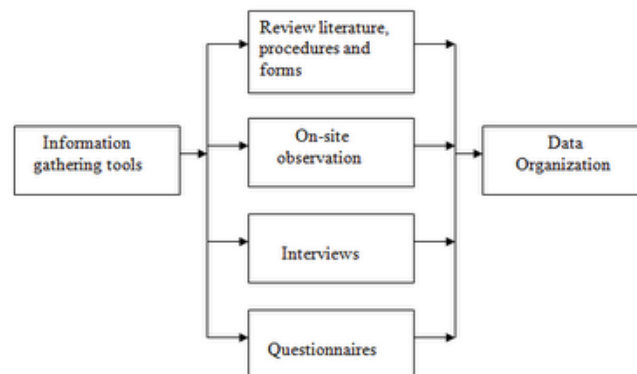 Review literature,
procedures and
forms
Information
gathering tools
On-site
observation
Data
Organization
Interviews
Questionnaires